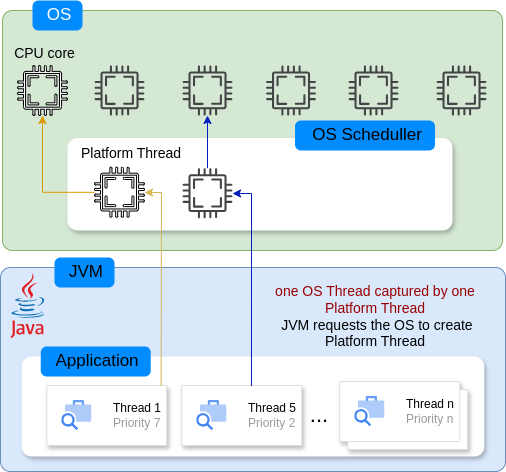 OS
CPU core
OS Scheduller
Platform Thread
JVM
Java
one OS Thread captured by one
Platform Thread
JVM requests the OS to create
Platform Thread
Application
Thread 1
Priority 7
Thread 5
Priority 2
...
Thread n
Priority n